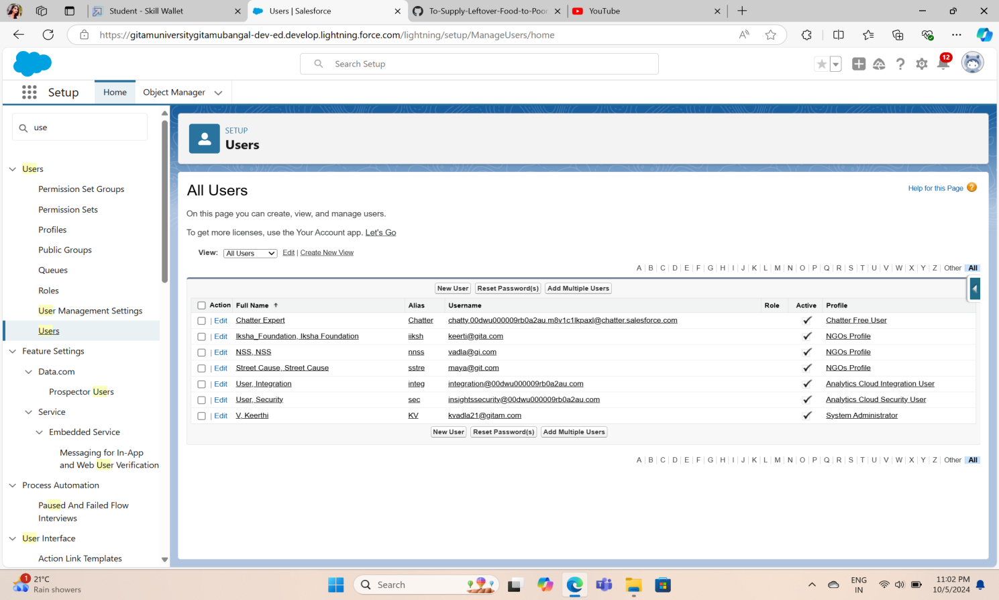 Student - Skill Wallet
Users | Salesforce
To-Supply-Leftover-Food-to-Poor
YouTube
https://gitamuniversitygitamubangal-dev-ed.develop.lightning.force.com/lightning/setup/ManageUsers/home
Search Setup
12
Setup
Home
Object Manager
use
Users
Permission Set Groups
Permission Sets
Profiles
Public Groups
Queues
Roles
User Management Settings
Users
Feature Settings
Data.com
Prospector Users
Service
Embedded Service
Messaging for In-App
and Web User Verification
Process Automation
Paused And Failed Flow
Interviews
User Interface
Action Link Templates
SETUP
Users
All Users
Help for this Page
On this page you can create, view, and manage users.
To get more licenses, use the Your Account app. Let's Go
View: All Users Edit | Create New View
A | B | C | D | E | F | G | H | I | J | K | L | M | N | O | P | Q | R | S | T | U | V | W | X | Y | Z | Other All
New User Reset Password(s) Add Multiple Users
Action Full Name ↑ Alias Username Role Active Profile
| Edit Chatter Expert Chatter chatty.00dwu000009rb0a2au.m8v1c1lkpaxl@chatter.salesforce.com Chatter Free User
| Edit Iksha_Foundation, Iksha Foundation iiksh keerti@gita.com NGOs Profile
| Edit NSS, NSS nnss vadla@gi.com NGOs Profile
| Edit Street Cause, Street Cause sstre maya@git.com NGOs Profile
| Edit User, Integration integ integration@00dwu000009rb0a2au.com Analytics Cloud Integration User
| Edit User, Security sec insightssecurity@00dwu000009rb0a2au.com Analytics Cloud Security User
| Edit V, Keerthi KV kvadla21@gitam.com System Administrator
New User Reset Password(s) Add Multiple Users
A | B | C | D | E | F | G | H | I | J | K | L | M | N | O | P | Q | R | S | T | U | V | W | X | Y | Z | Other All
1
21°C
Rain showers
Search
ENG
IN
11:02 PM
10/5/2024